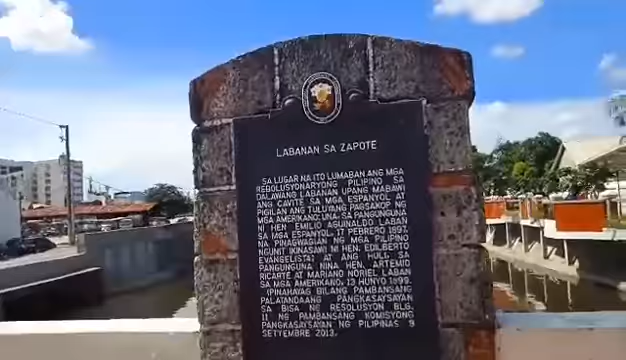 LABANAN SA ZAPOTE
SA LUGAR NA ITO LUMABAN ANG MGA
REBOLUSYONARYONG PILIPINO SA
DALAWANG LABANAN UPANG MABAWI
ANG CAVITE SA MGA ESPANYOL AT
PIGILAN ANG TULUYANG PAGSAKOP NG
MGA AMERIKANO: UNA-SA PANGUNGUNA
NI HEN. EMILIO AGUINALDO LABAN
SA MGA ESPANYOL, 17 PEBRERO 1897,
NA PINAGWAGIAN NG MGA PILIPINO
NGUNIT IKINASAWI NI HEN. EDILBERTO
EVANGELISTA; AT ANG HULI, SA
PANGUNGUNA NINA HEN. ARTEMIO
RICARTE AT MARIANO NORIEL LABAN
SA MGA AMERIKANO, 13 HUNYO 1899.
IPINAHAYAG BILANG PAMBANSANG
PALATANDAANG PANGKASAYSAYAN
SA BISA NG RESOLUSYON BLG.
11 NG PAMBANSANG KOMISYONG
PANGKASAYSAYAN NG PILIPINAS 9
SETYEMBRE 2013.